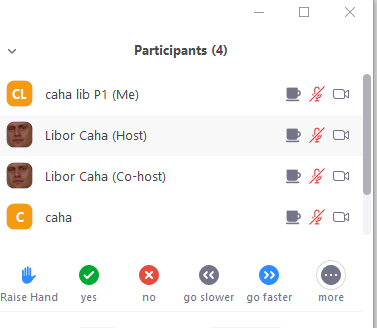 Participants (4)
CL caha lib P1 (Me)
Libor Caha (Host)
Libor Caha (Co-host)
C caha
Raise Hand yes no go slower go faster more